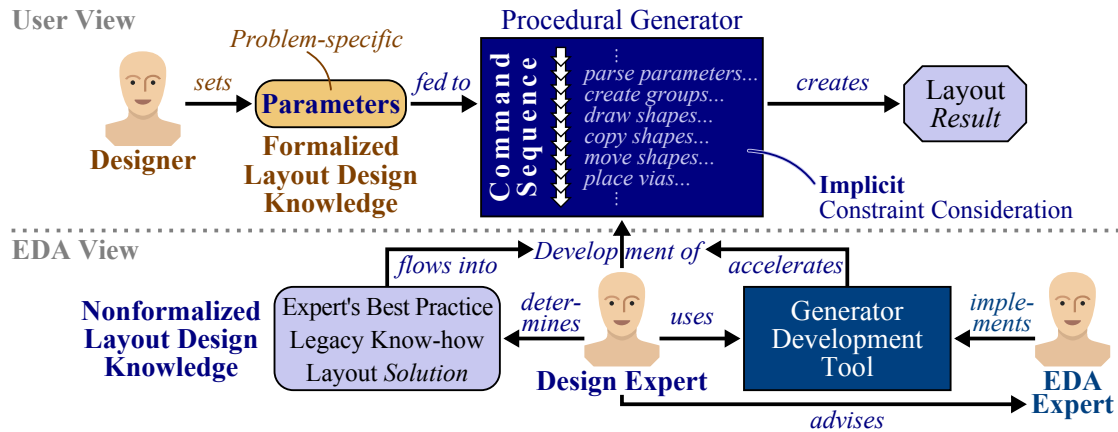 User View
Procedural Generator
Problem-specific
sets
Parameters
fed to
Command
Sequence
⋮
parse parameters...
create groups...
draw shapes...
copy shapes...
move shapes...
place vias...
⋮
creates
Layout
Result
Designer
Formalized
Layout Design
Knowledge
Implicit
Constraint Consideration
EDA View
flows into
Development of
accelerates
Nonformalized
Layout Design
Knowledge
Expert's Best Practice
Legacy Know-how
Layout Solution
deter-
mines
uses
Generator
Development
Tool
imple-
ments
Design Expert
EDA
Expert
advises